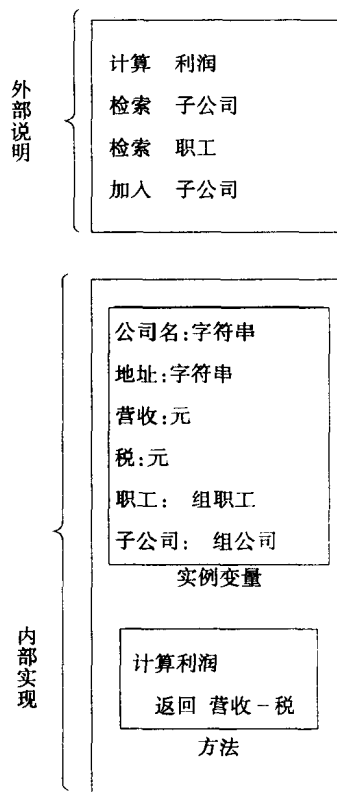 外部说明
计算 利润
检索 子公司
检索 职工
加入 子公司
内部实现
公司名:字符串
地址:字符串
营收:元
税:元
职工: 组职工
子公司: 组公司
实例变量
计算利润
返回 营收-税
方法